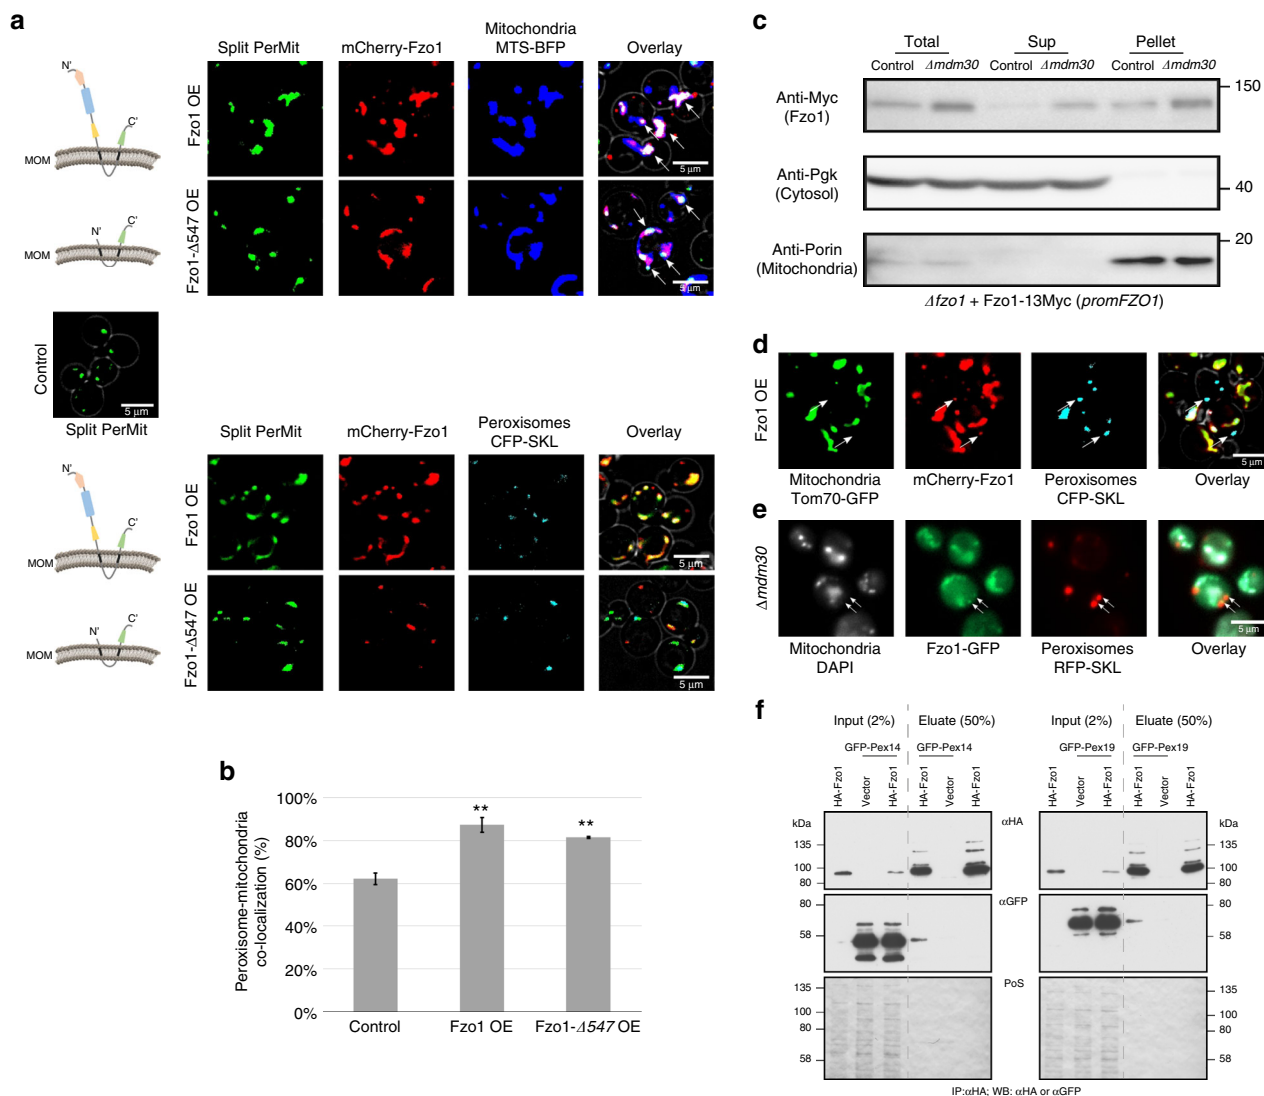 a
Split PerMit
mCherry-Fzo1
Mitochondria
MTS-BFP
Overlay
N'
C'
MOM
Fzo1 OE
5 µm
N'
C'
MOM
Fzo1-Δ547 OE
5 µm
Control
5 µm
Split PerMit
Split PerMit
mCherry-Fzo1
Peroxisomes
CFP-SKL
Overlay
N'
C'
MOM
Fzo1 OE
5 µm
N'
C'
MOM
Fzo1-Δ547 OE
5 µm
b
Peroxisome-mitochondria
co-localization (%)
100%
80%
60%
40%
20%
0%
**
**
Control
Fzo1 OE
Fzo1-Δ547 OE
c
Total
Sup
Pellet
Control
Δmdm30
Control
Δmdm30
Control
Δmdm30
Anti-Myc
(Fzo1)
150
Anti-Pgk
(Cytosol)
40
Anti-Porin
(Mitochondria)
20
Δfzo1 + Fzo1-13Myc (promFZO1)
d
Fzo1 OE
5 µm
Mitochondria
Tom70-GFP
mCherry-Fzo1
Peroxisomes
CFP-SKL
Overlay
e
Δmdm30
5 µm
Mitochondria
DAPI
Fzo1-GFP
Peroxisomes
RFP-SKL
Overlay
f
Input (2%)
Eluate (50%)
Input (2%)
Eluate (50%)
GFP-Pex14
GFP-Pex14
GFP-Pex19
GFP-Pex19
HA-Fzo1
Vector
HA-Fzo1
HA-Fzo1
Vector
HA-Fzo1
HA-Fzo1
Vector
HA-Fzo1
HA-Fzo1
Vector
HA-Fzo1
kDa
αHA
kDa
135
100
80
135
100
80
αGFP
80
58
80
58
PoS
135
100
80
58
135
100
80
58
IP:αHA; WB: αHA or αGFP